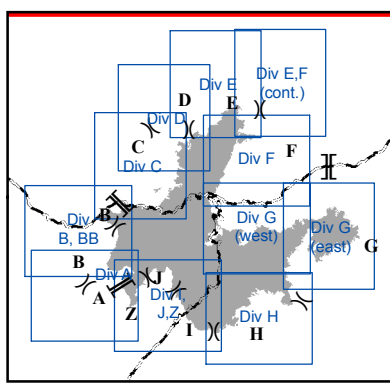 Div E,F
(cont.)
Div E
D
E
Div D
C
Div C
F
Div F
Div
B, BB
B
Div G
(west)
Div G
(east)
G
B
Div A
A
J
Z
Div I,
J,Z
I
Div H
H